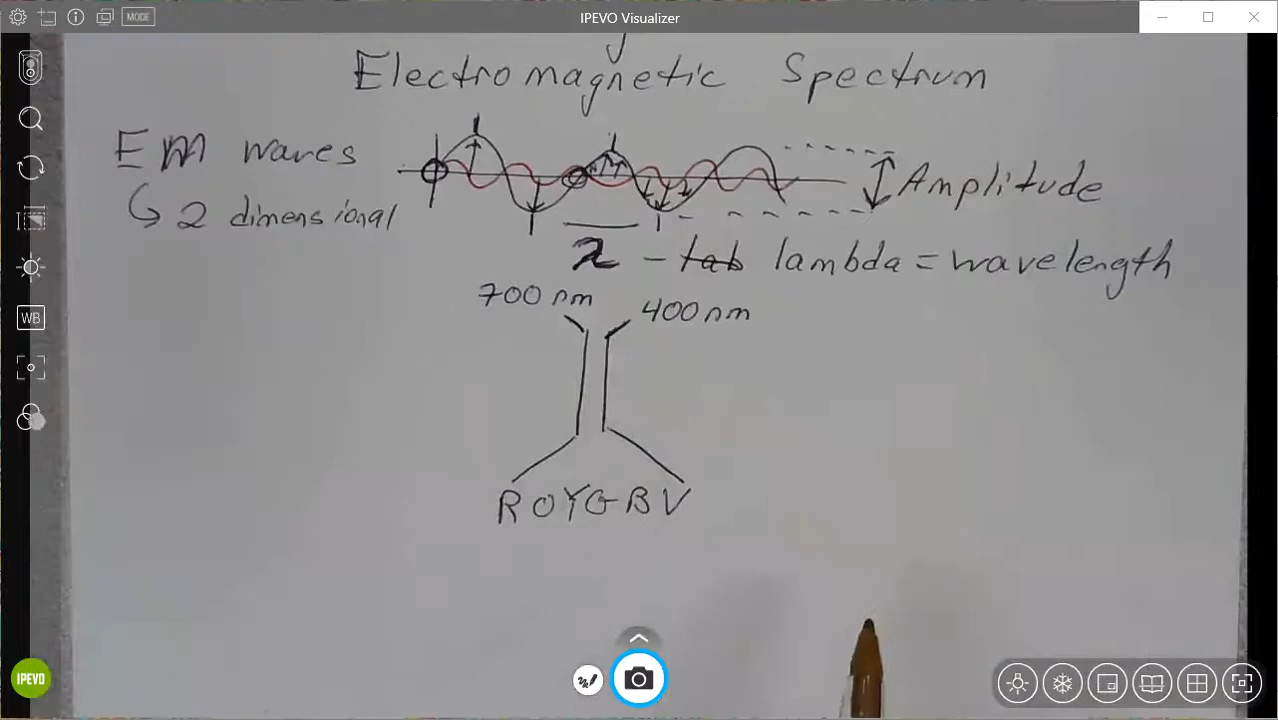 IPEVO Visualizer
MODE
Electromagnetic Spectrum
EM waves
2 dimensional
Amplitude
λ - tab lambda = wavelength
700 nm
400 nm
WB
ROYGBV
IPEVO